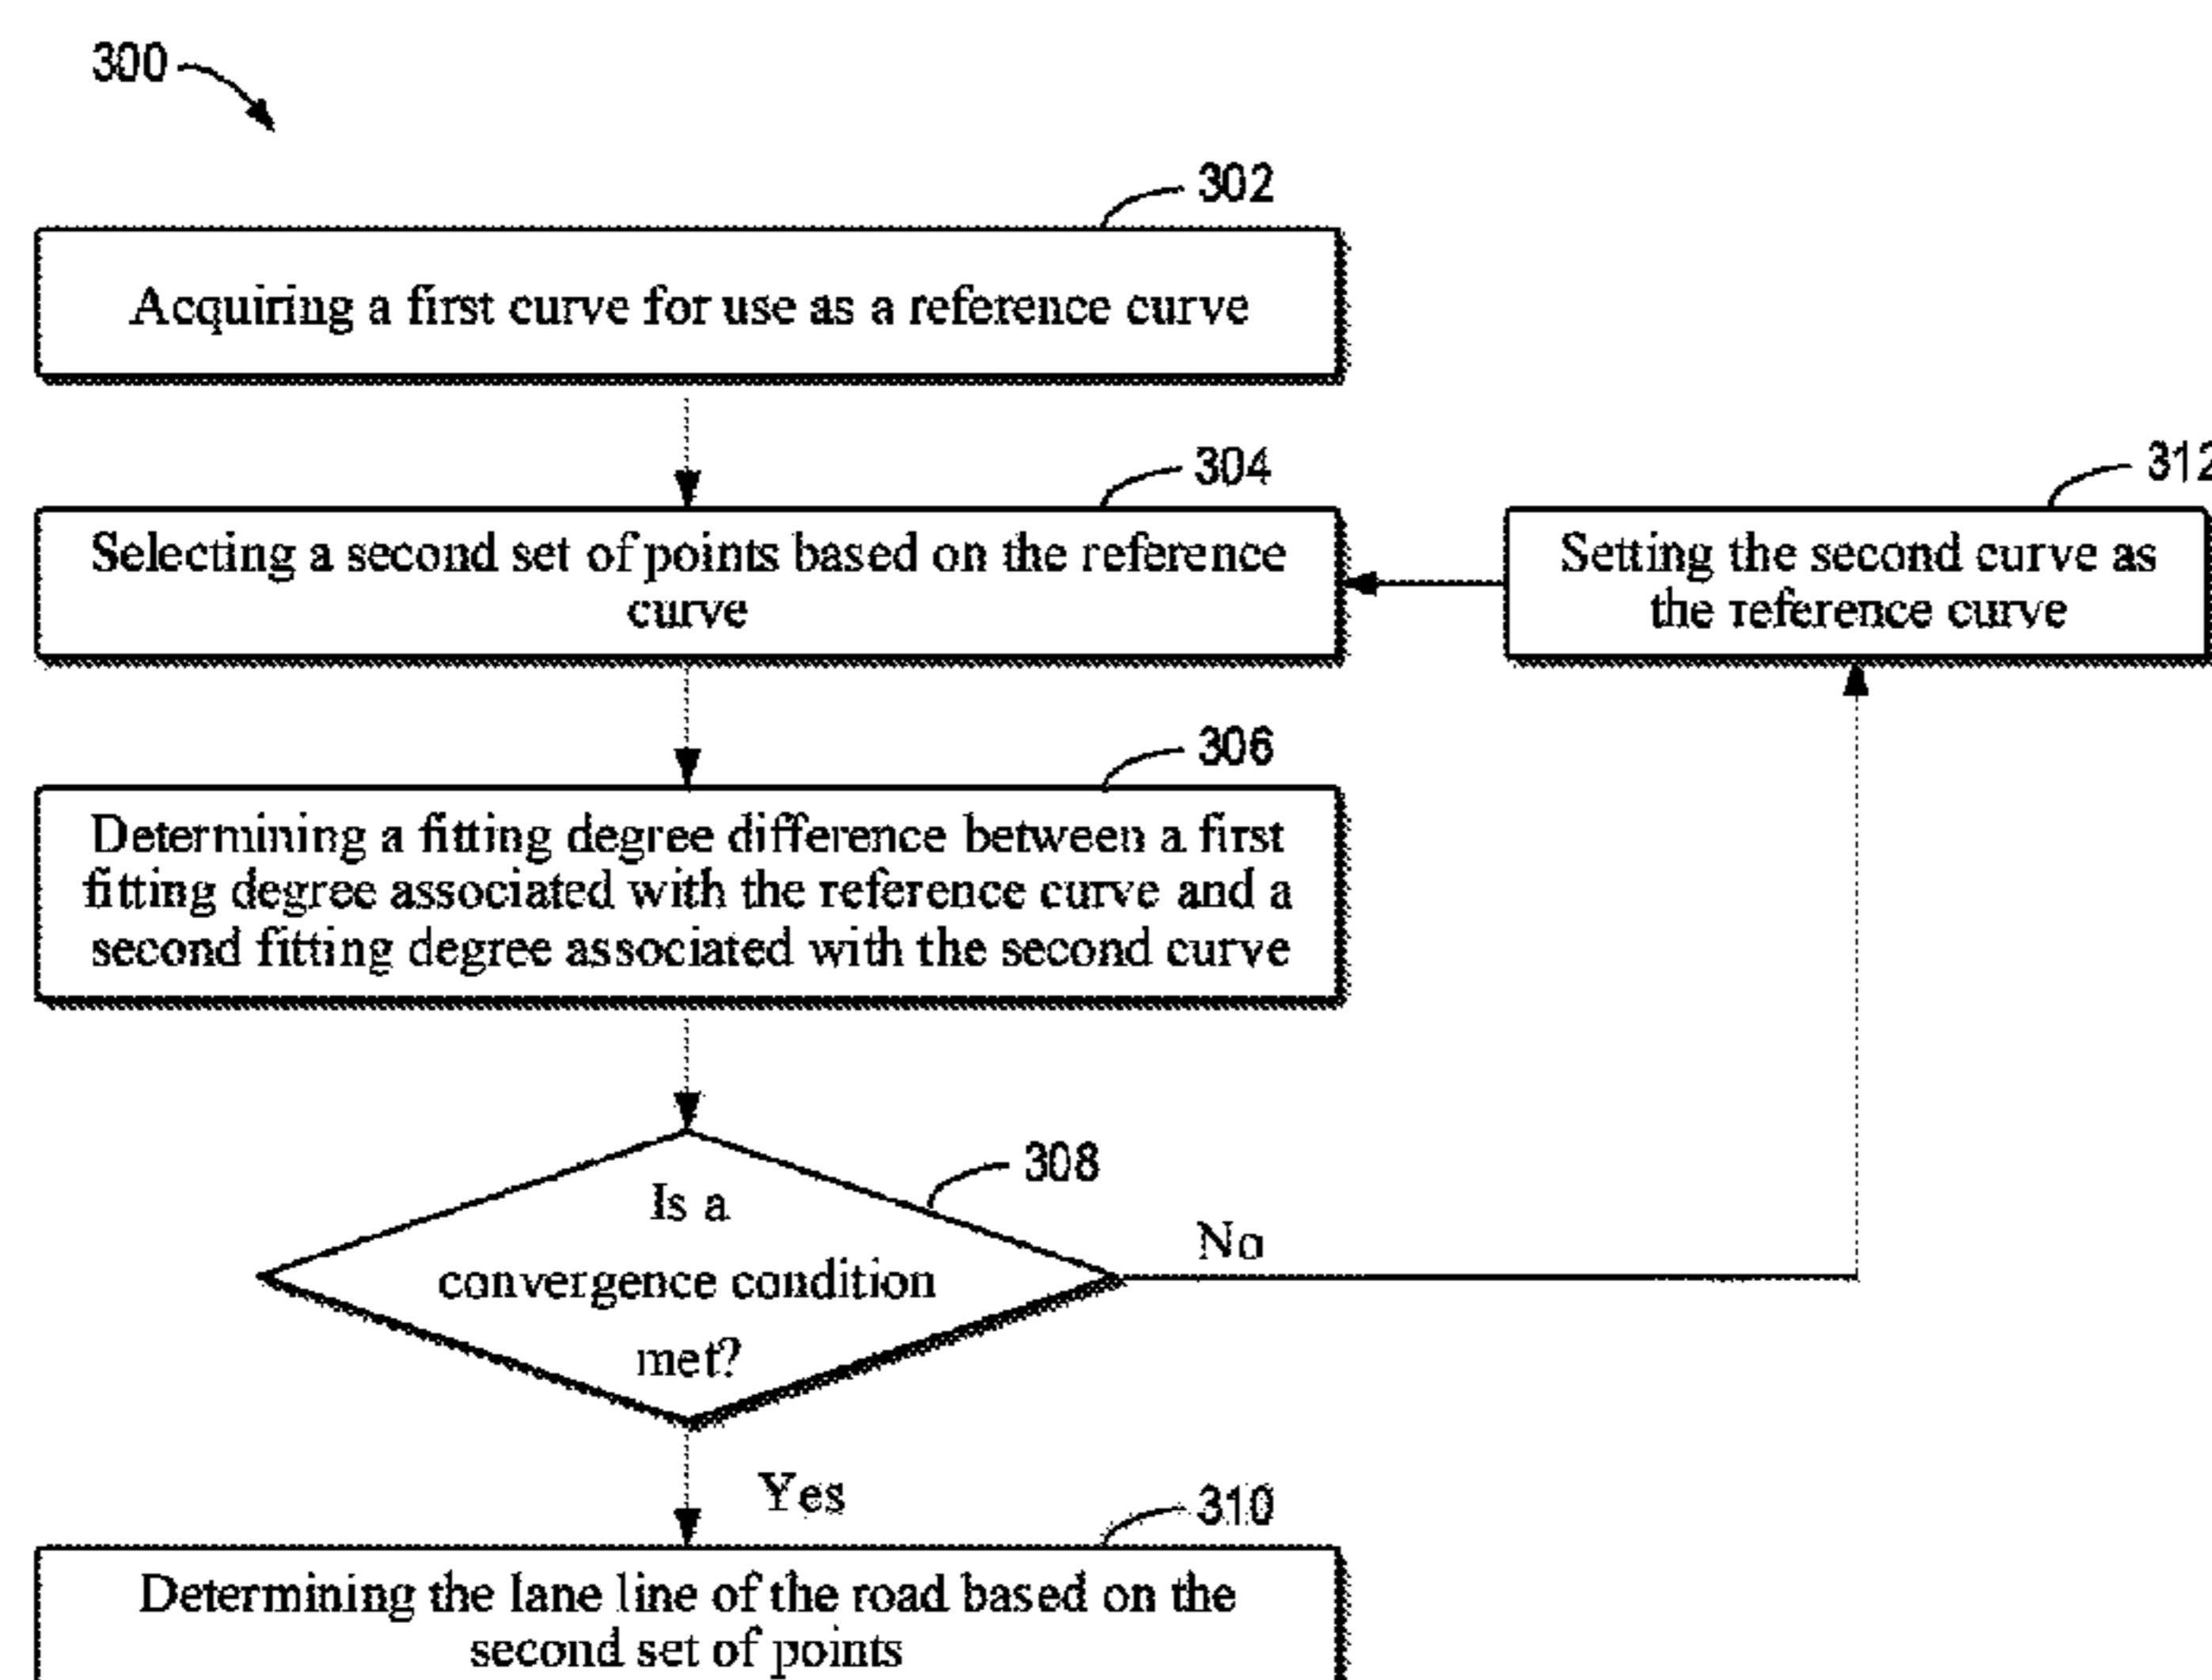 300
302
Acquiring a first curve for use as a reference curve
304
Selecting a second set of points based on the reference
curve
312
Setting the second curve as
the reference curve
306
Determining a fitting degree difference between a first
fitting degree associated with the reference curve and a
second fitting degree associated with the second curve
308
Is a
convergence condition
met?
No
Yes
310
Determining the lane line of the road based on the
second set of points